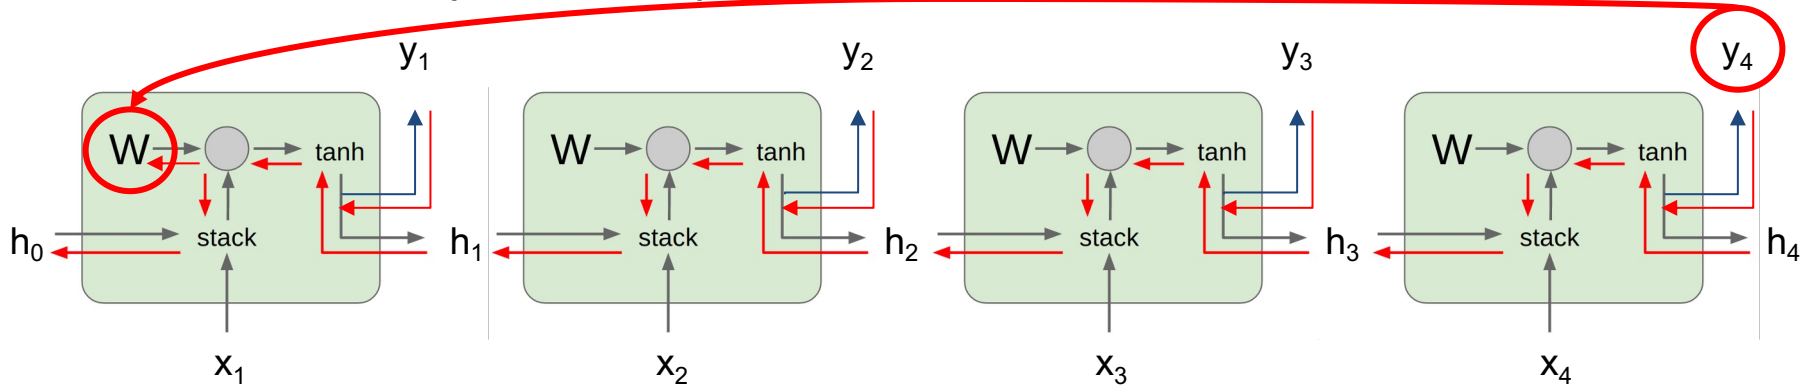 y₁ y₂ y₃ y₄
W tanh W tanh W tanh W tanh
h₀ stack h₁ stack h₂ stack h₃ stack h₄
x₁ x₂ x₃ x₄